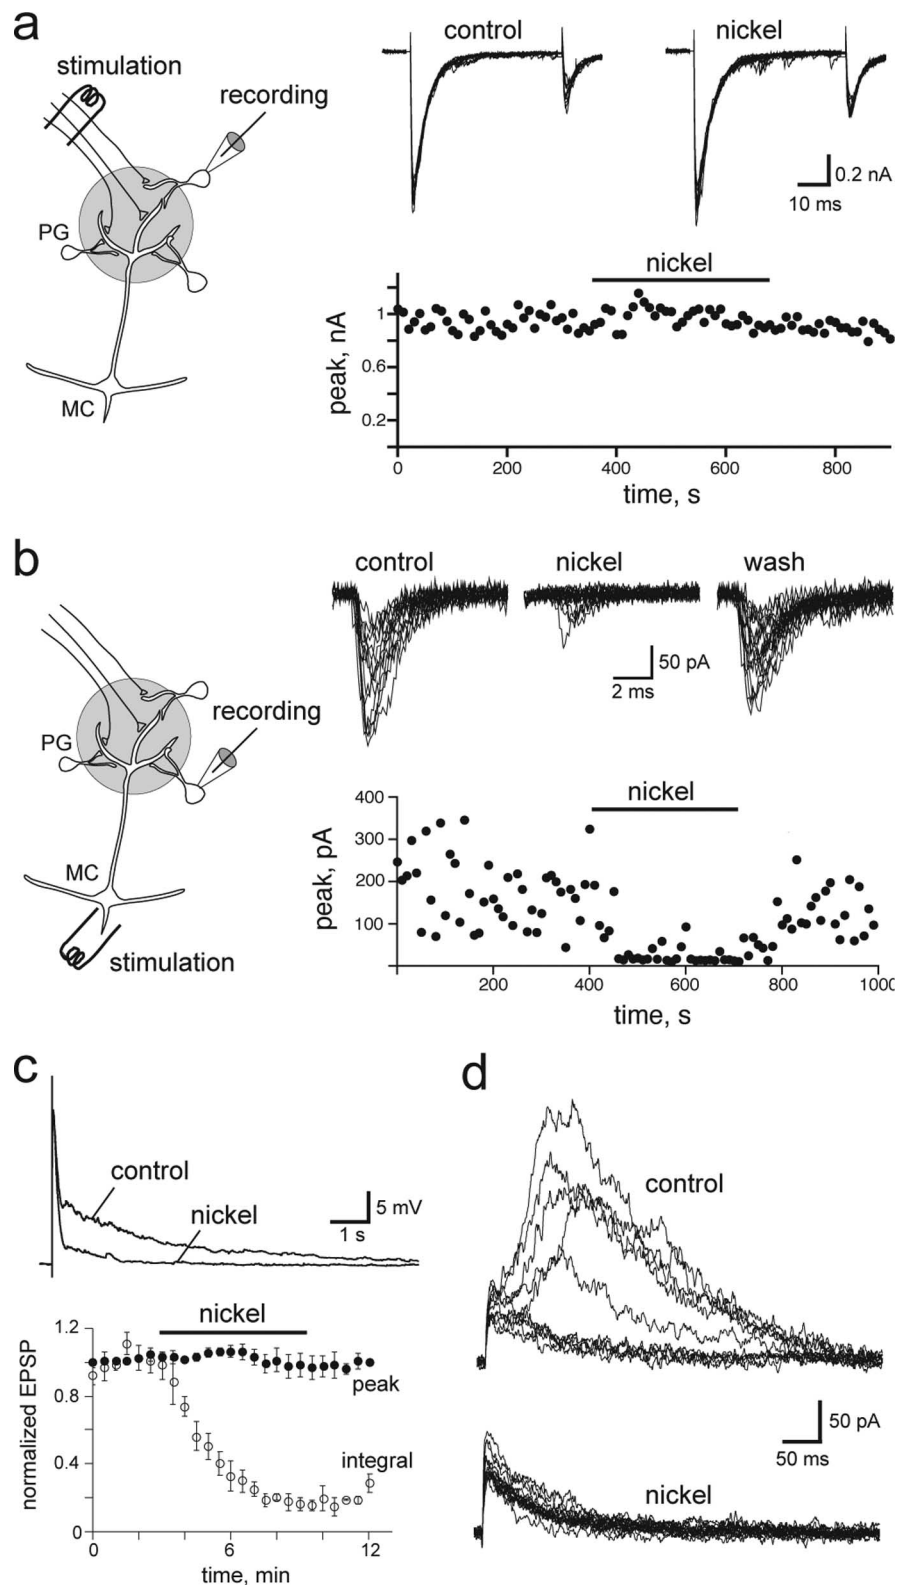 a
stimulation
recording
PG
MC
control
nickel
0.2 nA
10 ms
nickel
peak, nA
1
0.6
0.2
0 200 400 600 800
time, s
b
PG
recording
MC
stimulation
control
nickel
wash
50 pA
2 ms
nickel
peak, pA
400
300
200
100
200 400 600 800 1000
time, s
c
control
nickel
5 mV
1 s
nickel
normalized EPSP
1.2
0.8
0.4
0
peak
integral
0 6 12
time, min
d
control
50 pA
50 ms
nickel